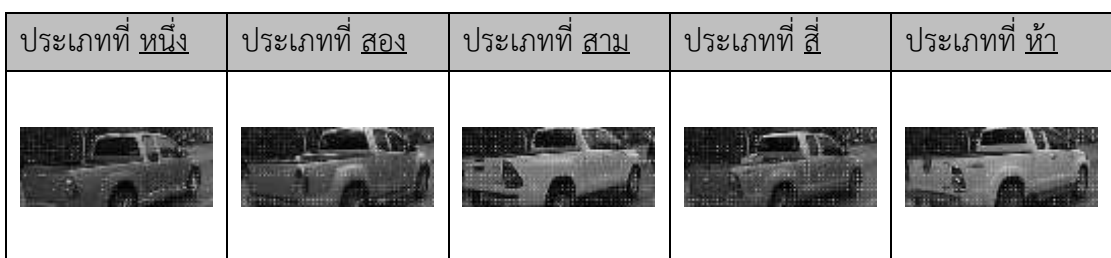 ประเภทที่ หนึ่ง
ประเภทที่ สอง
ประเภทที่ สาม
ประเภทที่ สี่
ประเภทที่ ห้า